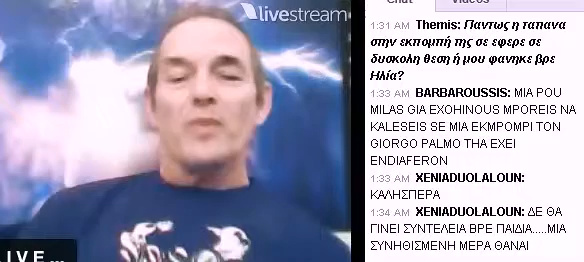 livestream
LIVE...
Chat Videos
1:31 AM Themis: Παντως η ταπανα
στην εκπομπή της σε εφερε σε
δυσκολη θεση ή μου φανηκε βρε
Ηλία?
1:33 AM BARBAROUSSIS: MIA POU
MILAS GIA EXOHINOUS MPOREIS NA
KALESEIS SE MIA EKMPOMPI TON
GIORGO PALMO THA EXEI
ENDIAFERON
1:33 AM XENIADUOLALOUN:
ΚΑΛΗΣΠΕΡΑ
1:34 AM XENIADUOLALOUN: ΔΕ ΘΑ
ΓΙΝΕΙ ΣΥΝΤΕΛΕΙΑ ΒΡΕ ΠΑΙΔΙΑ.....ΜΙΑ
ΣΥΝΗΘΙΣΜΕΝΗ ΜΕΡΑ ΘΑΝΑΙ